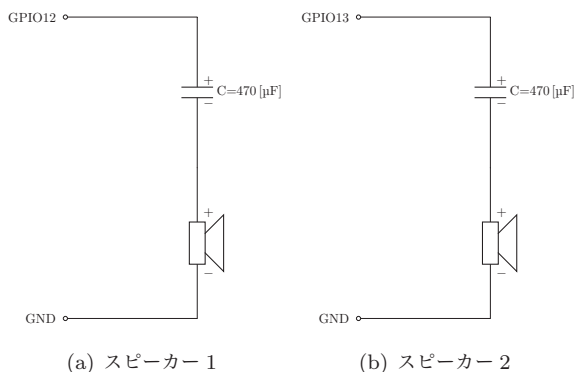 GPIO12
+
C=470 [µF]
−
+
−
GND
(a) スピーカー 1
GPIO13
+
C=470 [µF]
−
+
−
GND
(b) スピーカー 2